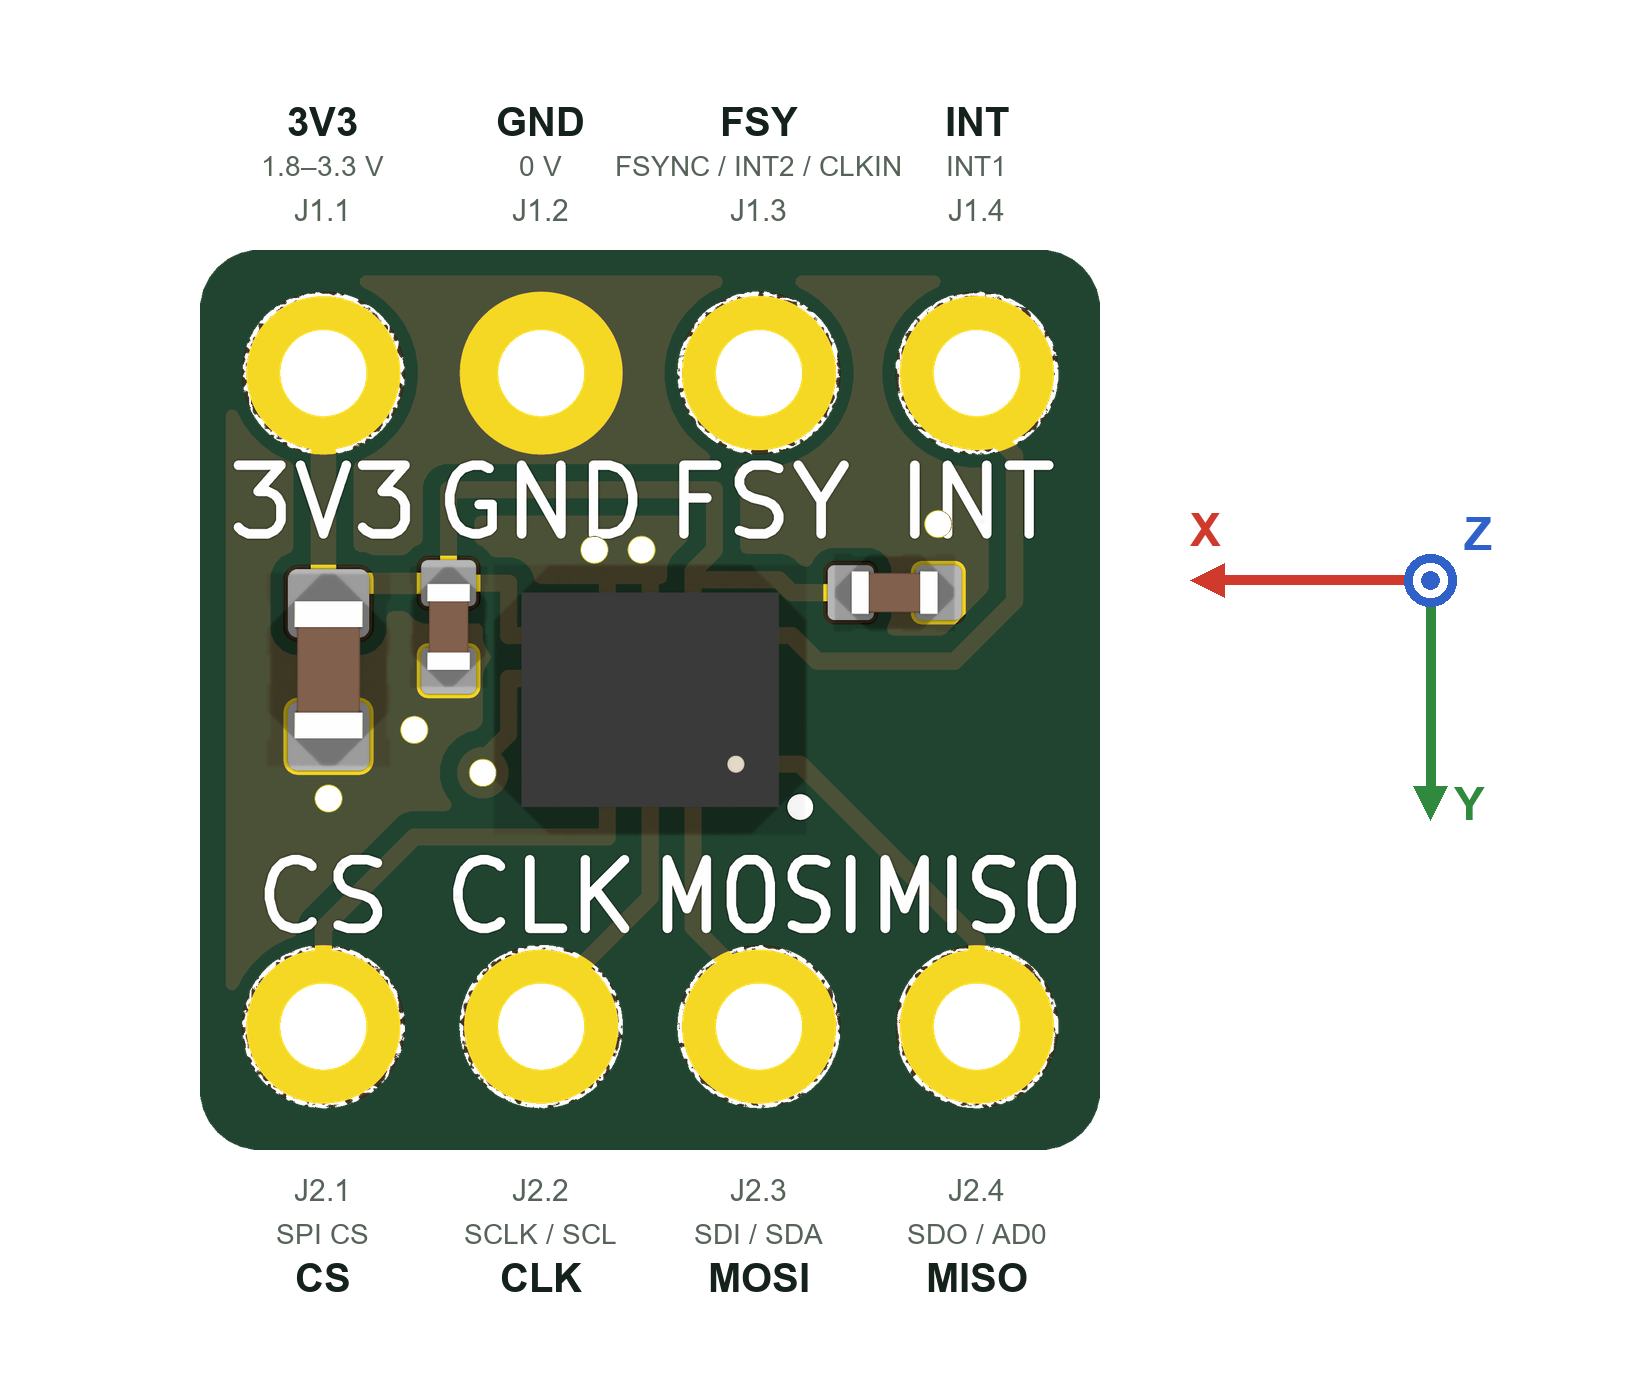 3V3 GND FSY INT
1.8–3.3 V 0 V FSYNC / INT2 / CLKIN INT1
J1.1 J1.2 J1.3 J1.4
3V3 GND FSY INT
X Z
Y
CS CLK MOSI MISO
J2.1 J2.2 J2.3 J2.4
SPI CS SCLK / SCL SDI / SDA SDO / AD0
CS CLK MOSI MISO